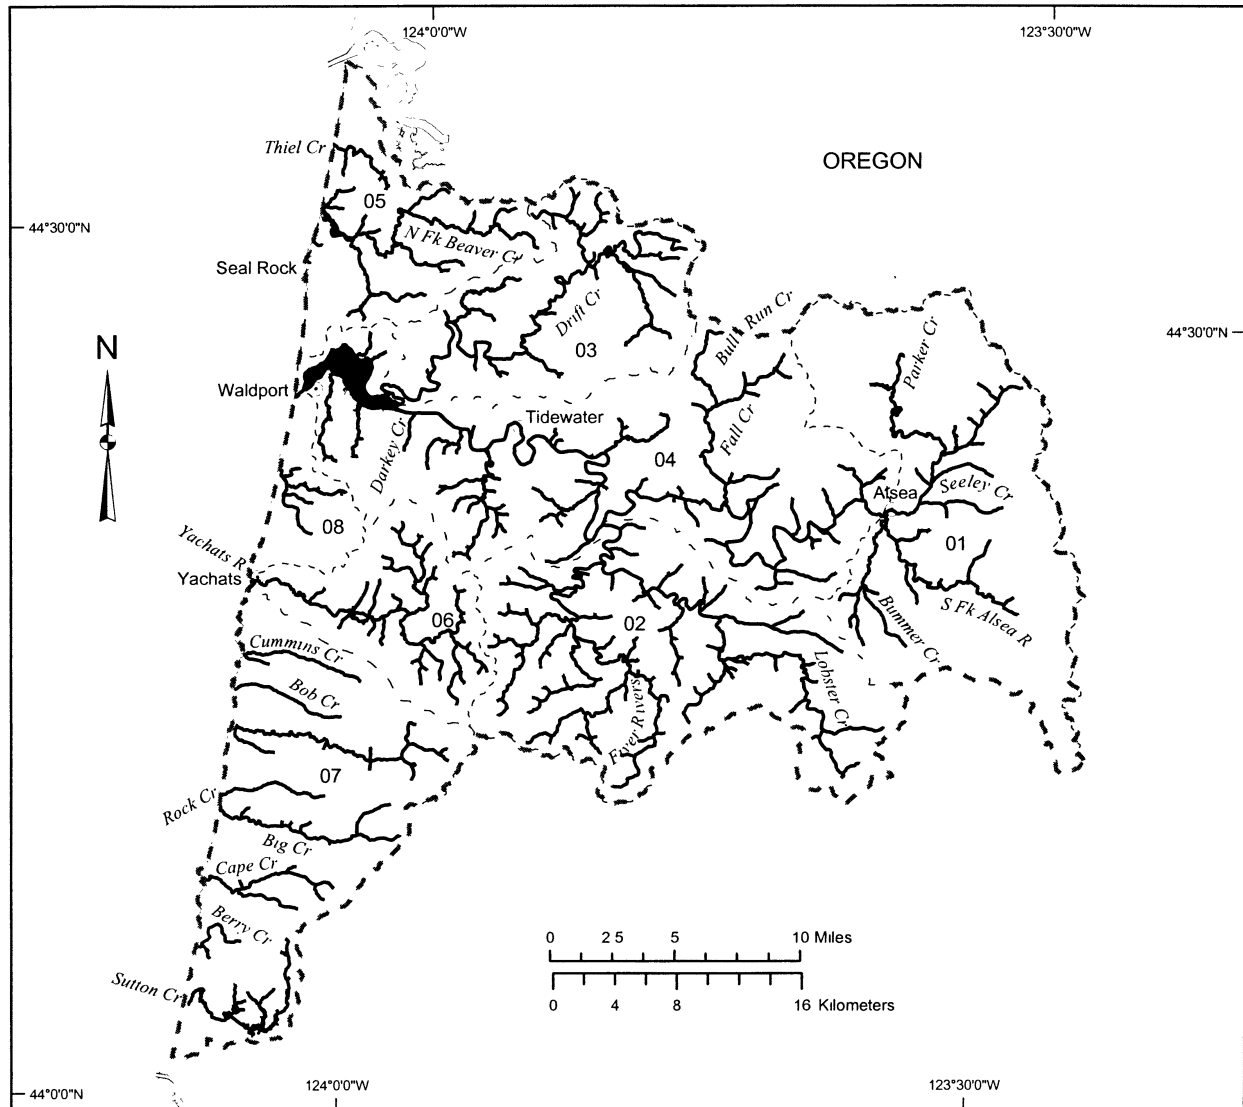 124°0'0"W
123°30'0"W
Thiel Cr
OREGON
05
44°30'0"N
N Fk Beaver Cr
Seal Rock
Bull Run Cr
Drift Cr
44°30'0"N
Parker Cr
N
03
Waldport
Tidewater
Fall Cr
Darkey Cr
04
Alsea
Seeley Cr
08
01
Yachats R
Yachats
S Fk Alsea R
06
02
Bummer Cr
Cummins Cr
Lobster Cr
Bob Cr
Fiver Rivers
07
Rock Cr
Big Cr
Cape Cr
Berry Cr
0 2 5 5 10 Miles
Sutton Cr
0 4 8 16 Kilometers
124°0'0"W
123°30'0"W
44°0'0"N